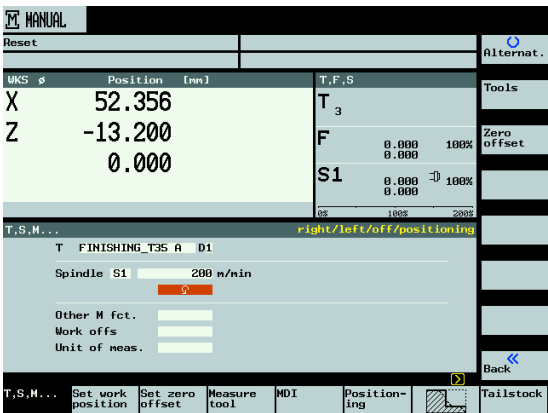 M MANUAL
Reset
Alternat.
WKS ø Position [mm]
T,F,S
X 52.356
Z -13.200
0.000
T 3
F 0.000 100%
0.000
S1 0.000 100%
0.000
0% 100% 200%
Tools
Zero
offset
T,S,M... right/left/off/positioning
T FINISHING_T35 A D1
Spindle S1 200 m/min
Other M fct.
Work offs
Unit of meas.
«
Back
T,S,M...
Set work
position
Set zero
offset
Measure
tool
MDI
Position-
ing
Tailstock